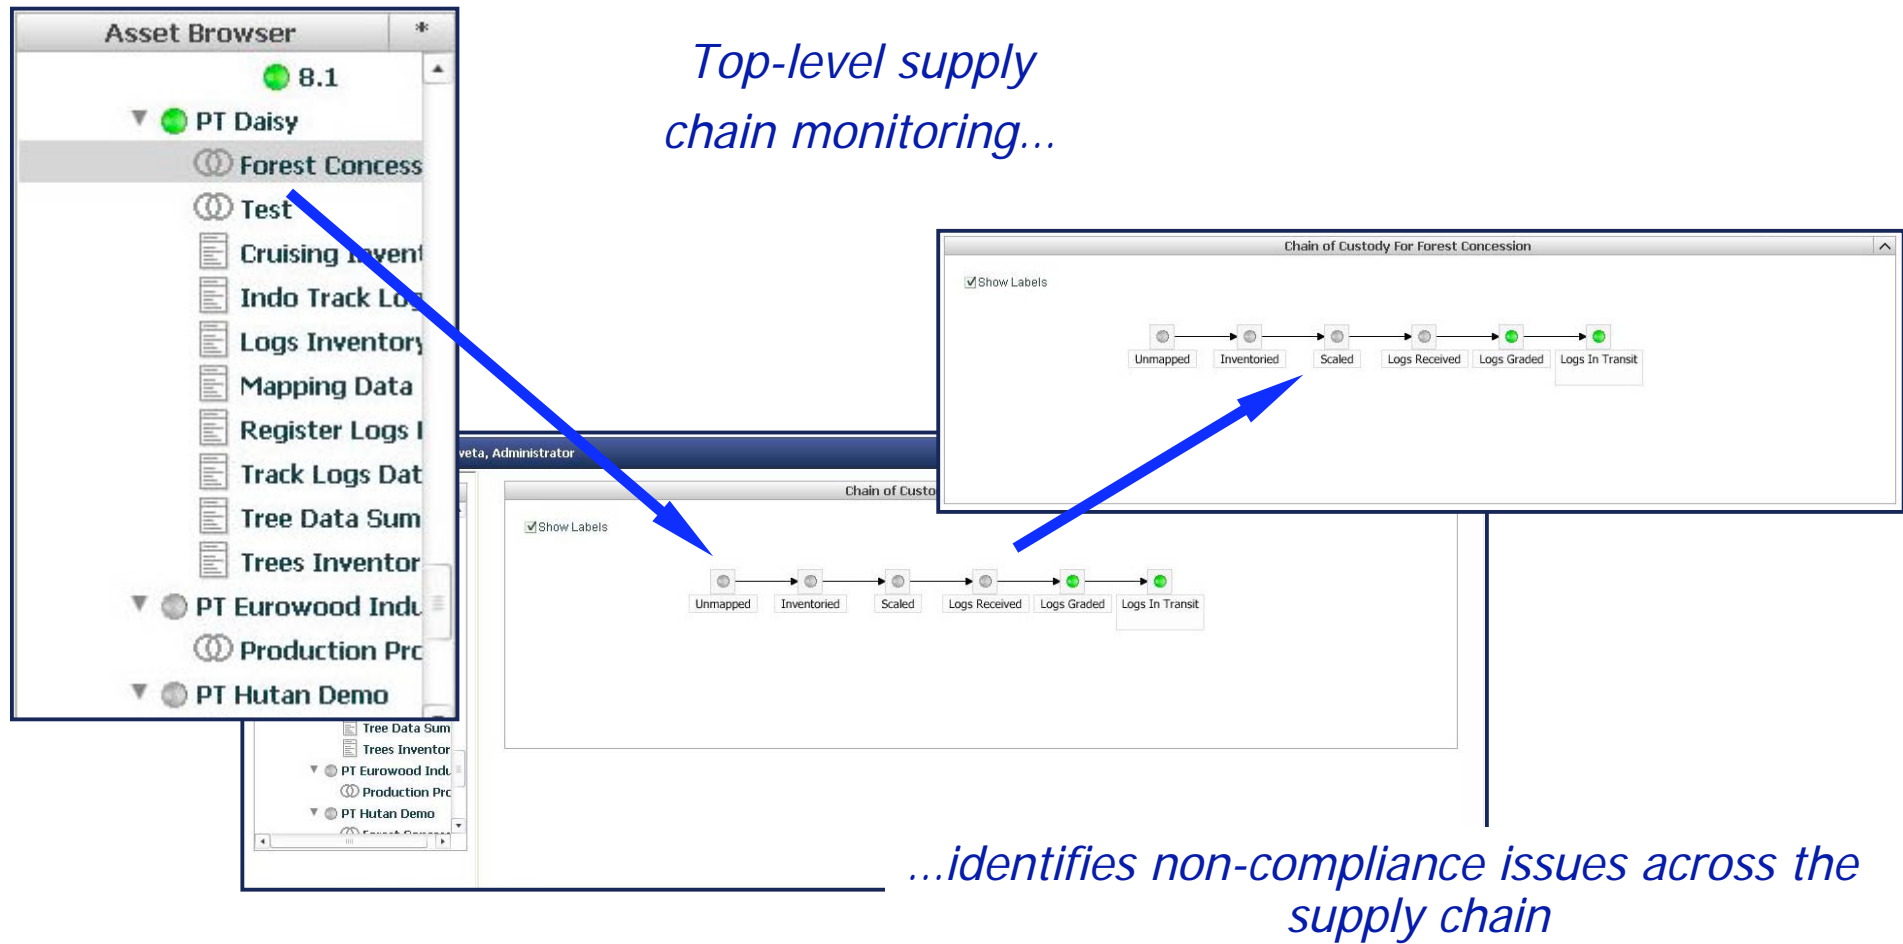 Asset Browser *
8.1
PT Daisy
Forest Concess
Test
Cruising Invent
Indo Track Log
Logs Inventory
Mapping Data
Register Logs I
Track Logs Dat
Tree Data Sum
Trees Inventor
PT Eurowood Indu
Production Pro
PT Hutan Demo
Top-level supply
chain monitoring...
Chain of Custody For Forest Concession
Show Labels
Unmapped Inventoried Scaled Logs Received Logs Graded Logs In Transit
veta, Administrator
Chain of Custo
Show Labels
Unmapped Inventoried Scaled Logs Received Logs Graded Logs In Transit
Tree Data Sum
Trees Inventor
PT Eurowood Indu
Production Pro
PT Hutan Demo
...identifies non-compliance issues across the
supply chain